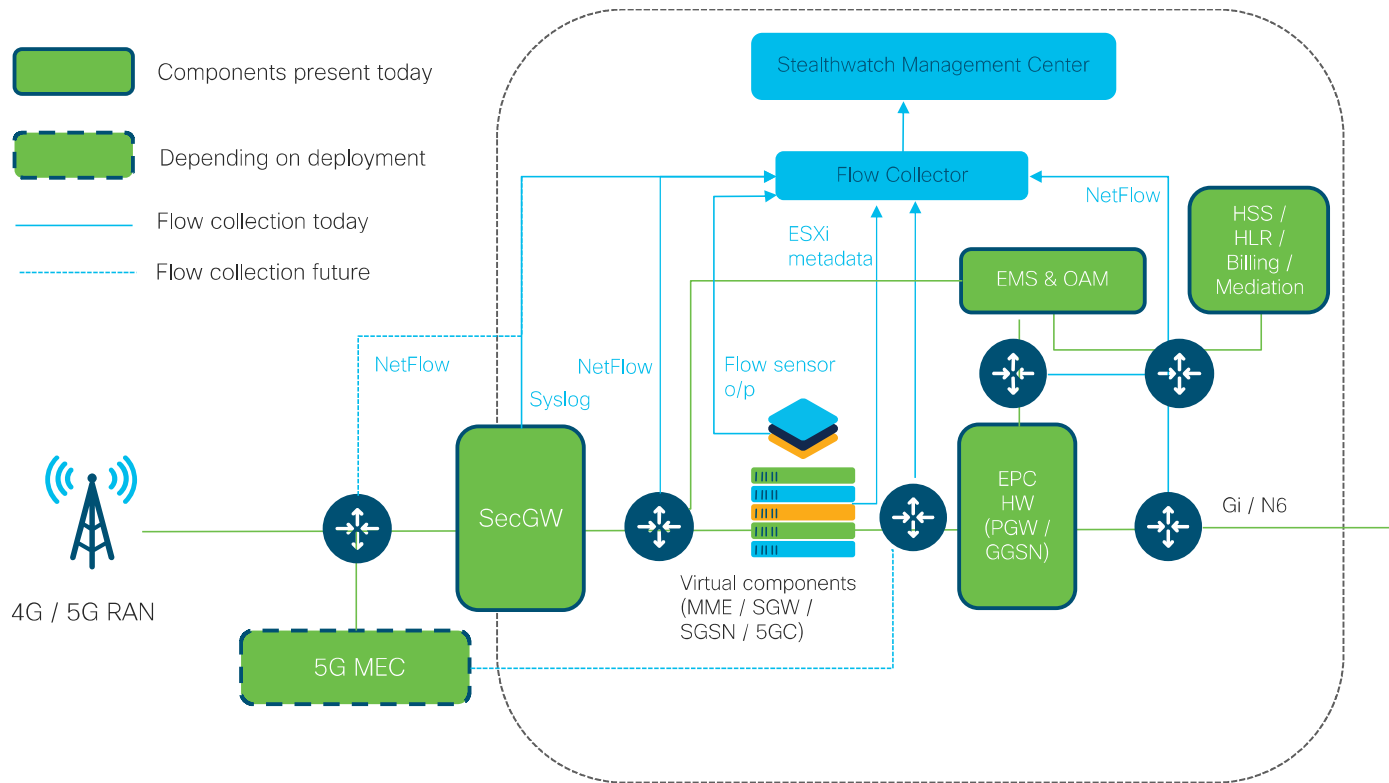 Components present today
Depending on deployment
Flow collection today
Flow collection future
Stealthwatch Management Center
Flow Collector
NetFlow
HSS /
HLR /
Billing /
Mediation
ESXi
metadata
EMS & OAM
NetFlow
NetFlow
Flow sensor
o/p
Syslog
SecGW
EPC
HW
(PGW /
GGSN)
Gi / N6
4G / 5G RAN
Virtual components
(MME / SGW /
SGSN / 5GC)
5G MEC